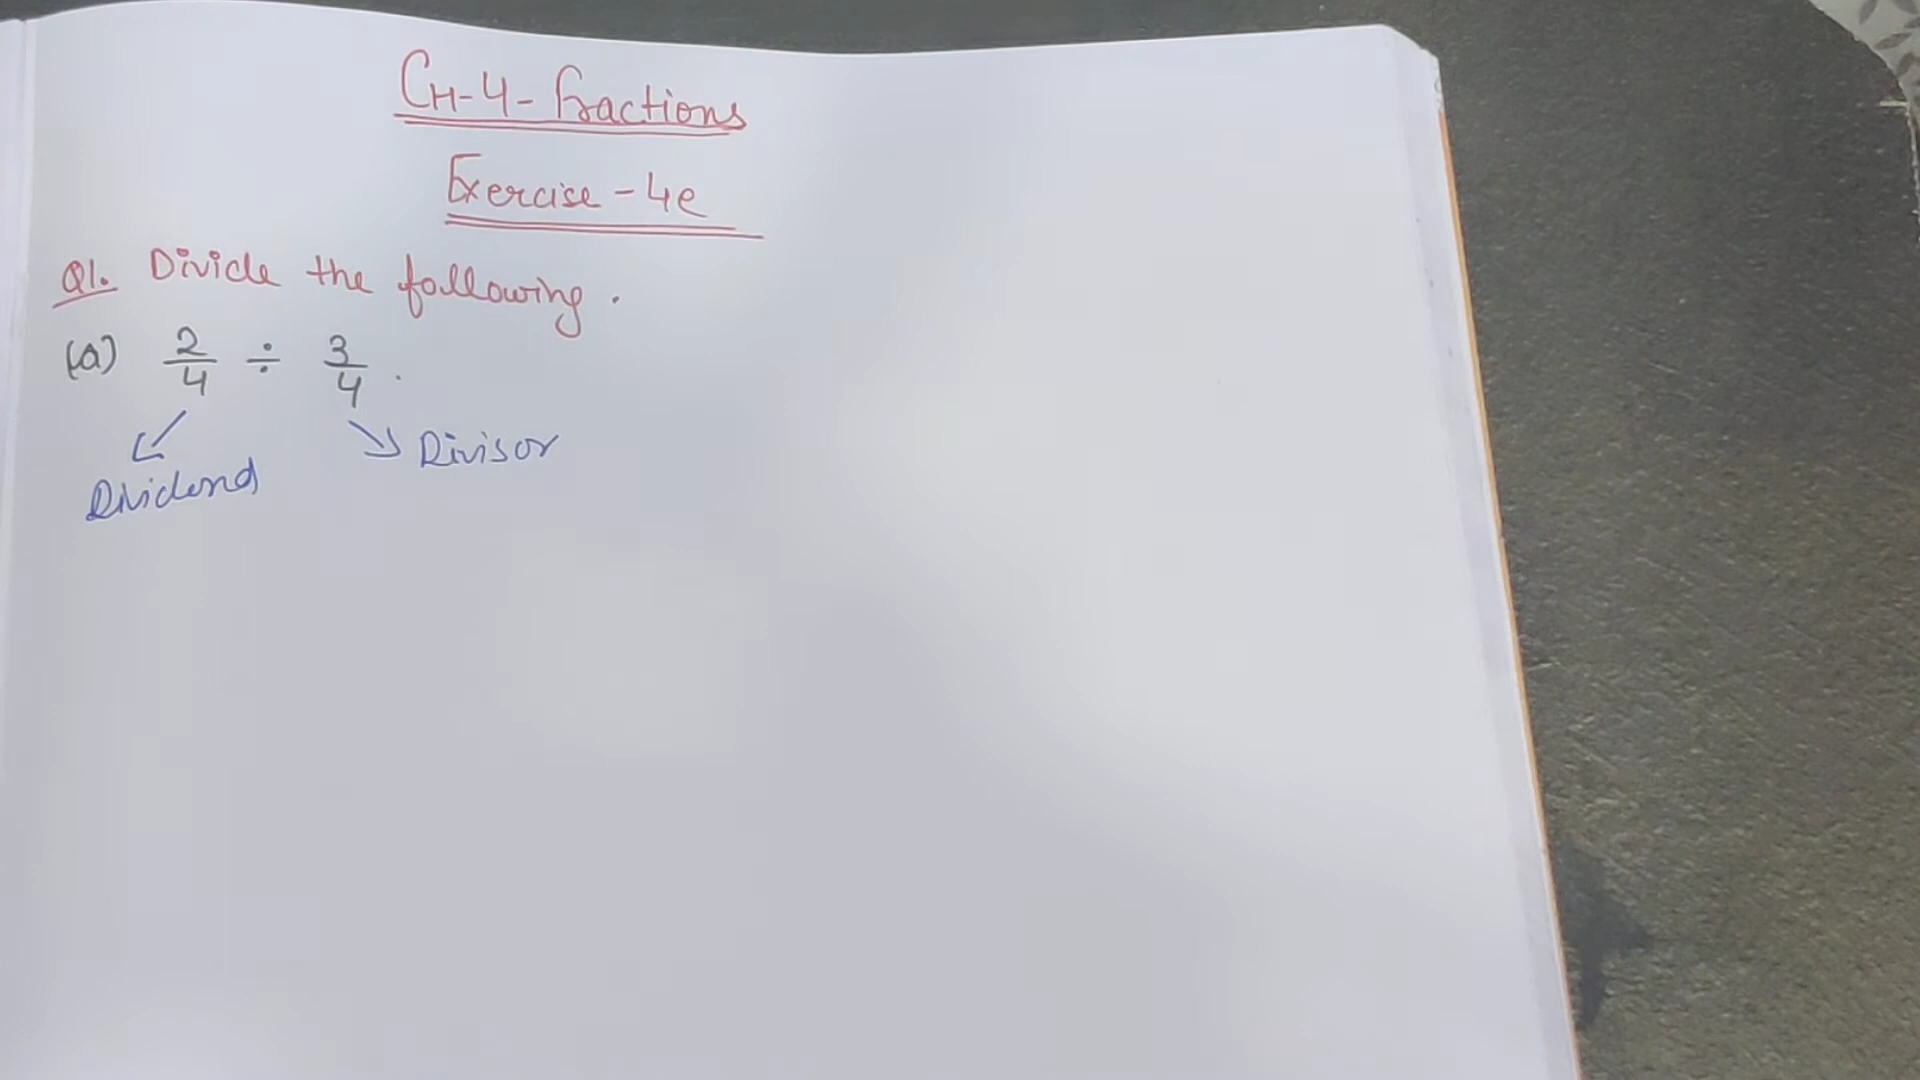 CH-4- Fractions
Exercise - 4e
Q1. Divide the following.
(a) 2/4 ÷ 3/4.
Divisor
Dividend